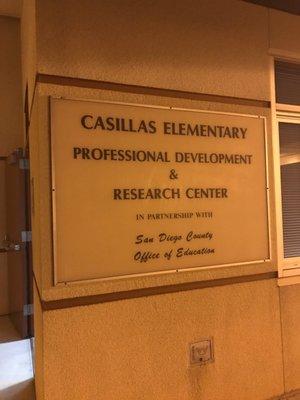 CASILLAS ELEMENTARY
PROFESSIONAL DEVELOPMENT
&
RESEARCH CENTER
IN PARTNERSHIP WITH
San Diego County
Office of Education